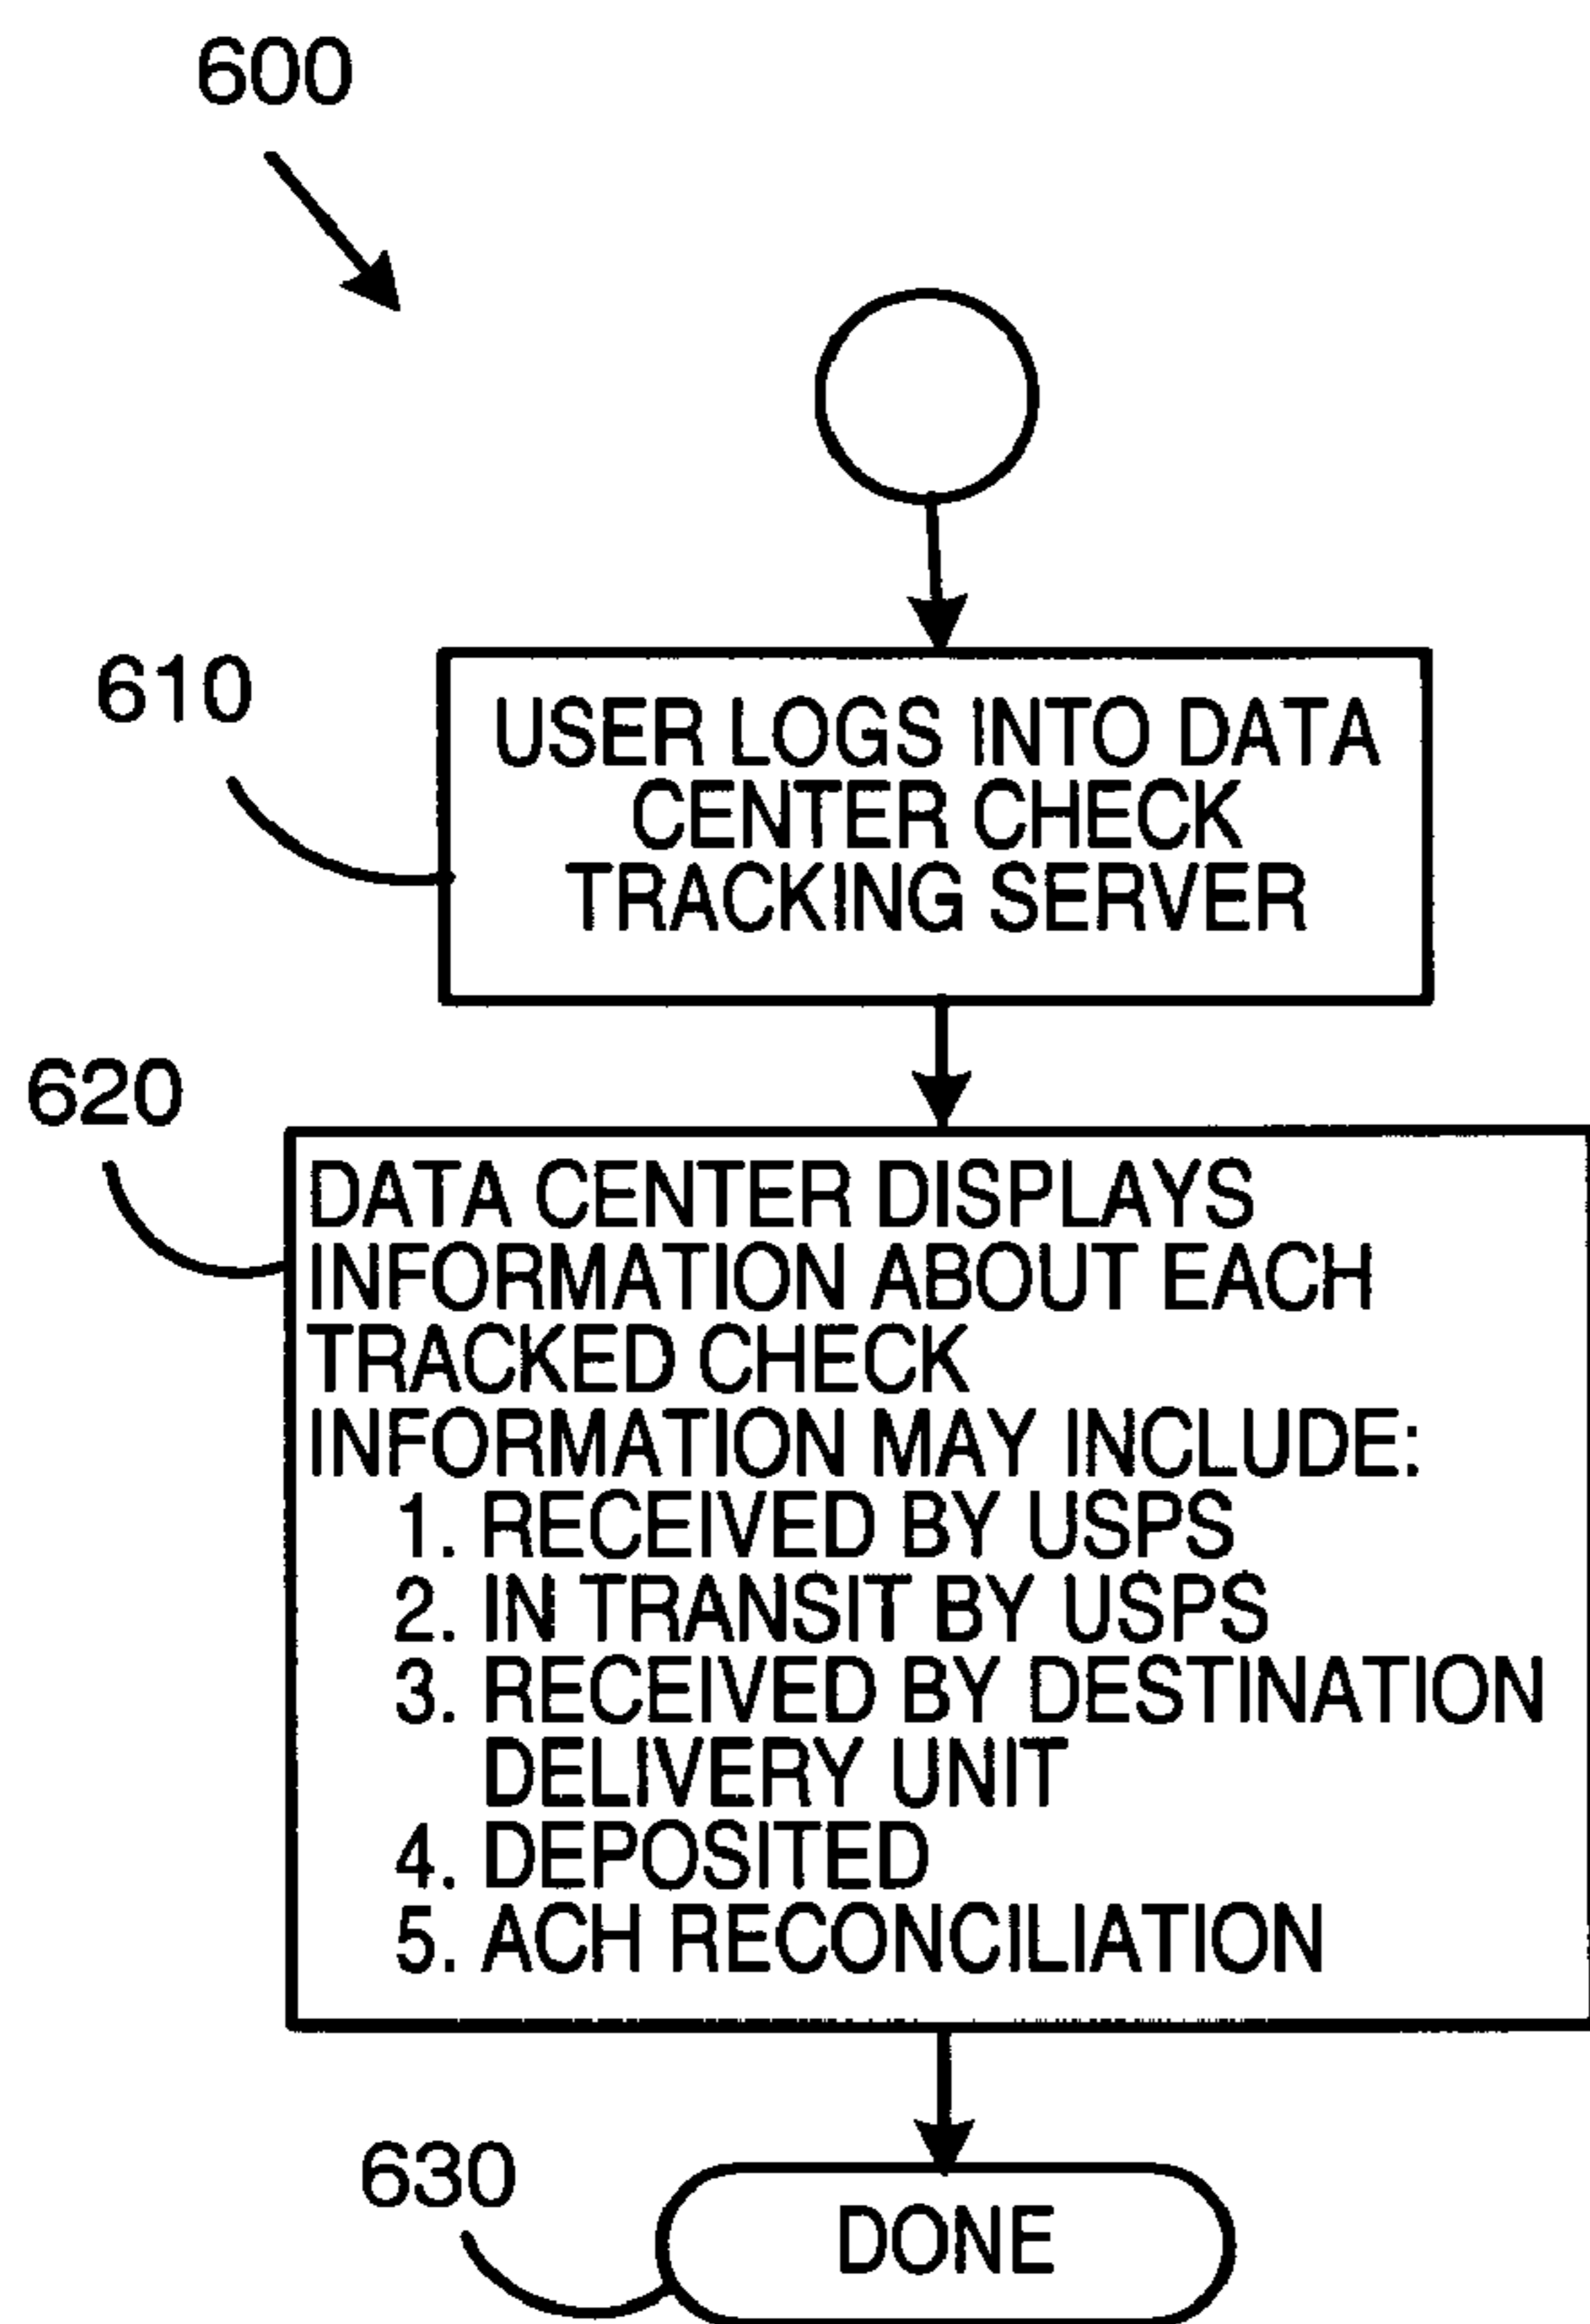 600
610
USER LOGS INTO DATA
CENTER CHECK
TRACKING SERVER
620
DATA CENTER DISPLAYS
INFORMATION ABOUT EACH
TRACKED CHECK
INFORMATION MAY INCLUDE:
1. RECEIVED BY USPS
2. IN TRANSIT BY USPS
3. RECEIVED BY DESTINATION
DELIVERY UNIT
4. DEPOSITED
5. ACH RECONCILIATION
630
DONE